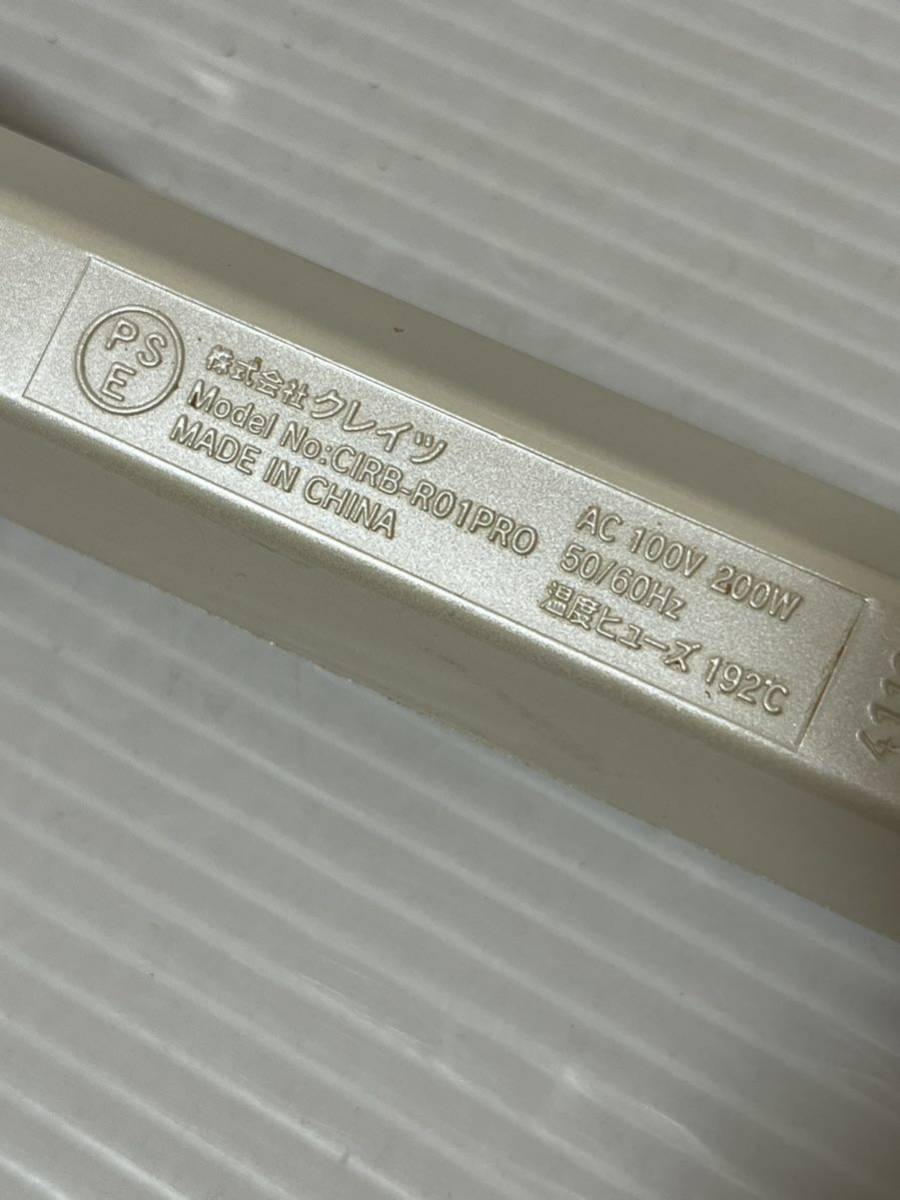 PS
E
株式会社クレイツ
Model No:CIRB-R01PRO
MADE IN CHINA
AC 100V 200W
50/60Hz
温度ヒューズ 192℃